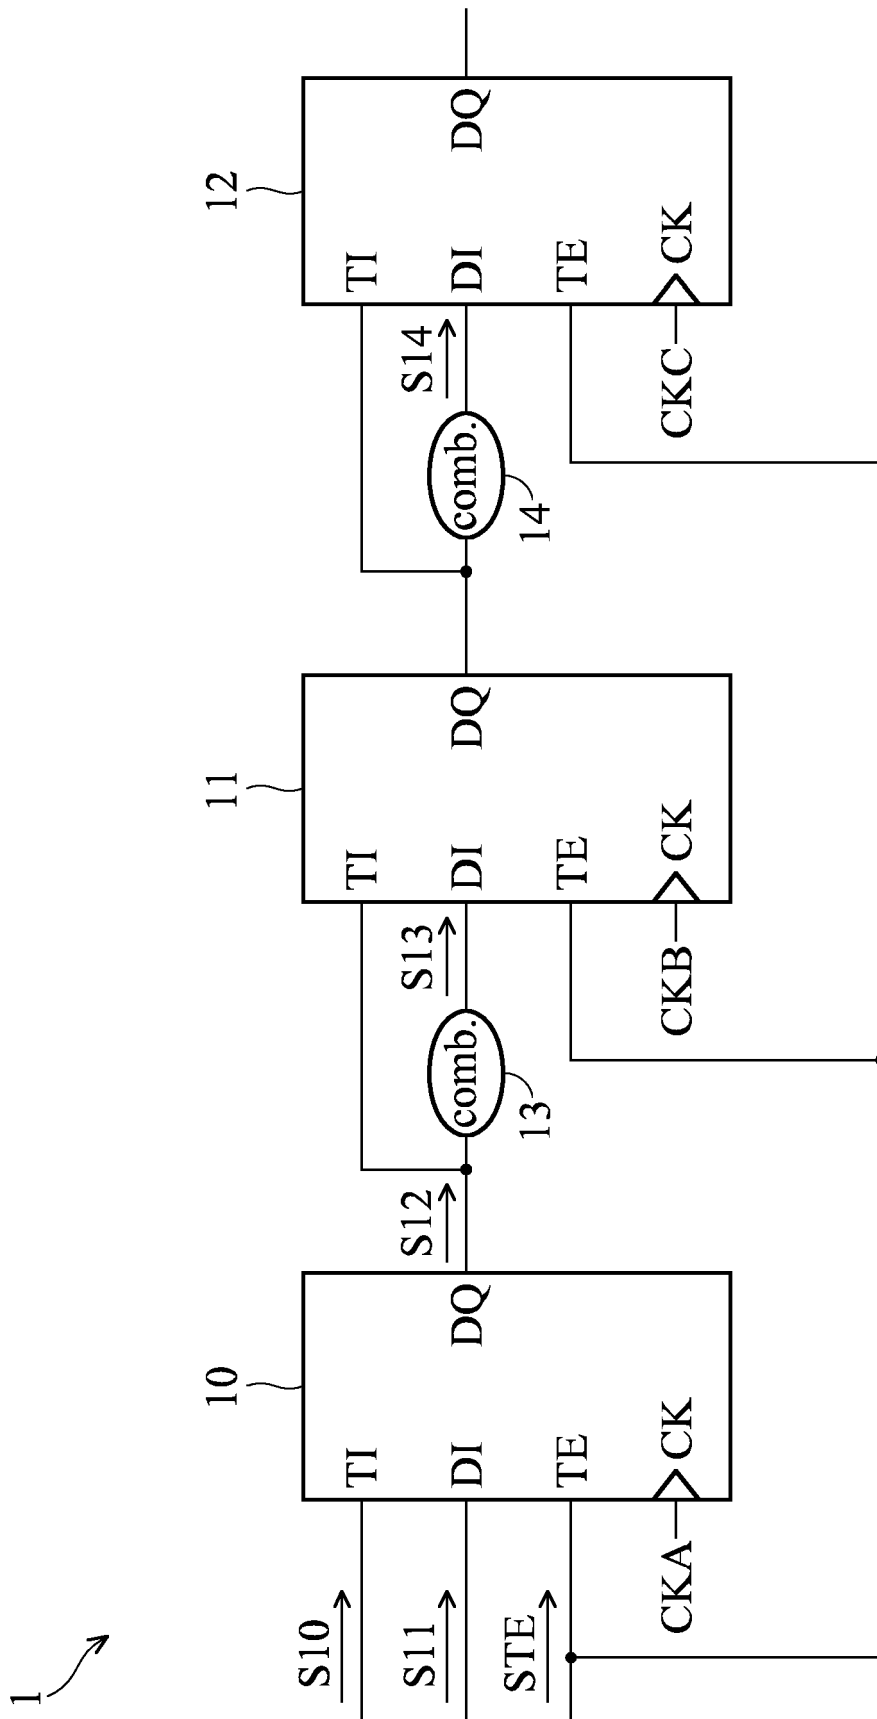 1
10
11
12
S10
TI
TI
TI
S11
DI
DQ
S12
comb.
13
S13
DI
DQ
comb.
14
S14
DI
DQ
STE
TE
TE
TE
CKA
CK
CKB
CK
CKC
CK